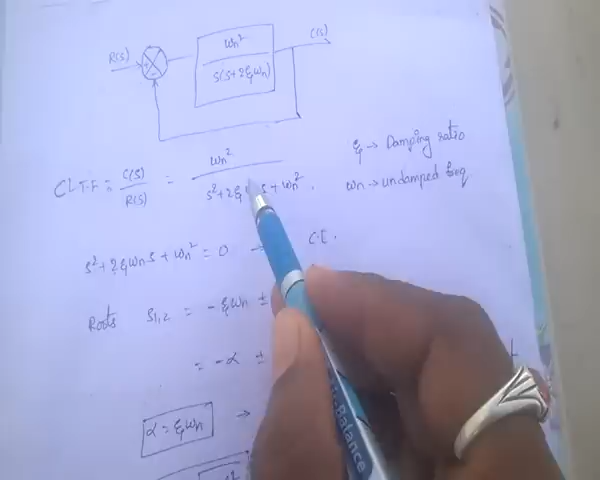 R(s) + - ωn² / s(s+2ξωn) C(s)
CLTF = C(s)/R(s) = ωn² / s²+2ξ s+ωn².
ξ → Damping ratio
ωn → undamped freq
s²+2ξωns+ωn² = 0 → C.E.
Roots S1,2 = -ξωn ±
= -α ±
α = ξωn →
-Balance